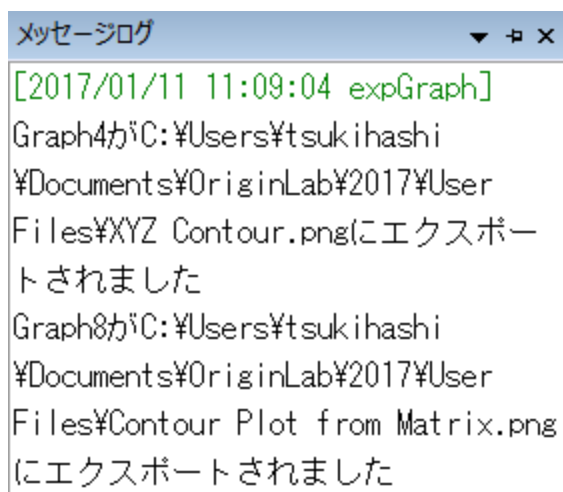 メッセージログ
[2017/01/11 11:09:04 expGraph]
Graph4がC:¥Users¥tsukihashi
¥Documents¥OriginLab¥2017¥User
Files¥XYZ Contour.pngにエクスポー
トされました
Graph8がC:¥Users¥tsukihashi
¥Documents¥OriginLab¥2017¥User
Files¥Contour Plot from Matrix.png
にエクスポートされました